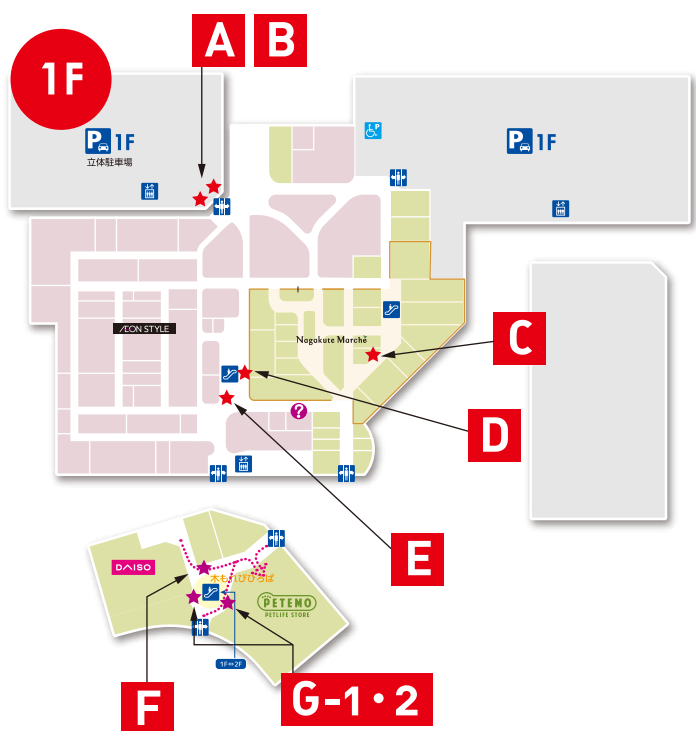 A B
1F
P 1F
立体駐車場
P
P 1F
ÆON STYLE
Nagakute Marché
C
D
?
E
DAISO
木もれびひろば
PETEMO
PETLIFE STORE
1F⇔2F
F
G-1・2